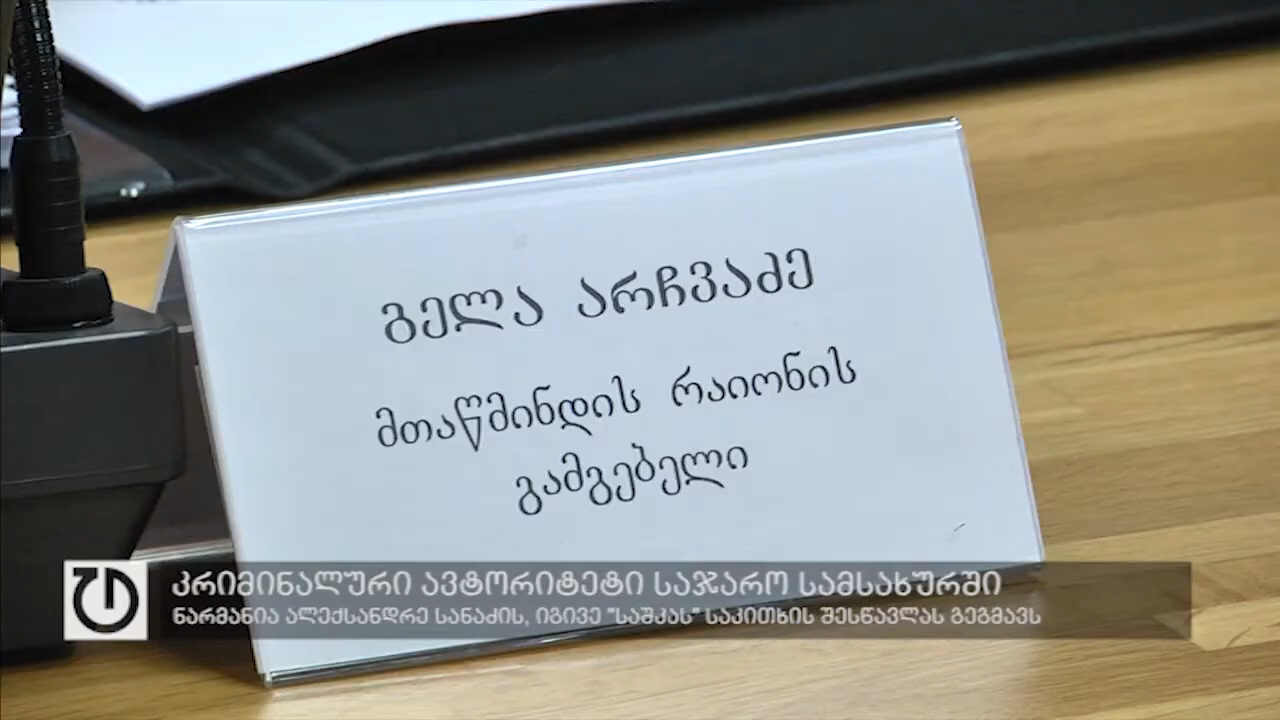 გელა არჩვაძე
მთაწმინდის რაიონის
გამგებელი
კრიმინალური ავტორიტეტი საჯარო სამსახურში
ნარმანია ალექსანდრე სანაძის, იგივე "საშკას" საკითხის შესწავლას გეგმავს